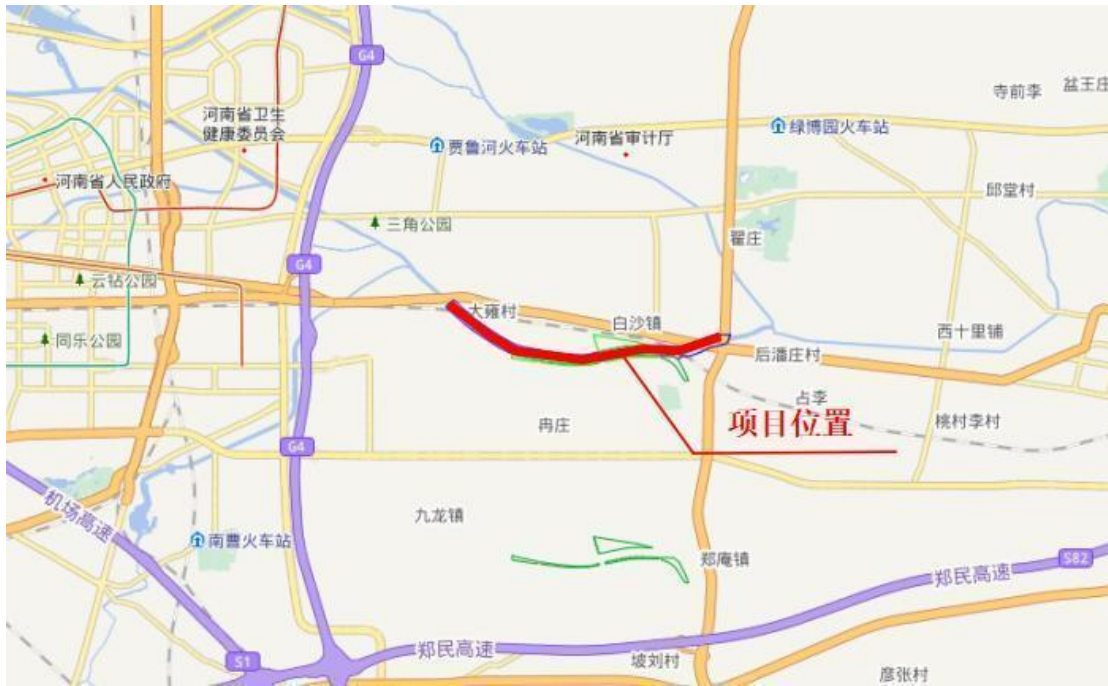 G4
寺前李
盆王庄
河南省卫生
健康委员会
贾鲁河火车站
河南省审计厅
绿博园火车站
河南省人民政府
邱堂村
三角公园
翟庄
G4
云钻公园
大雍村
白沙镇
西十里铺
同乐公园
后潘庄村
占李
冉庄
项目位置
桃村李村
G4
机场高速
九龙镇
南曹火车站
郑庵镇
S82
郑民高速
郑民高速
S1
坡刘村
彦张村